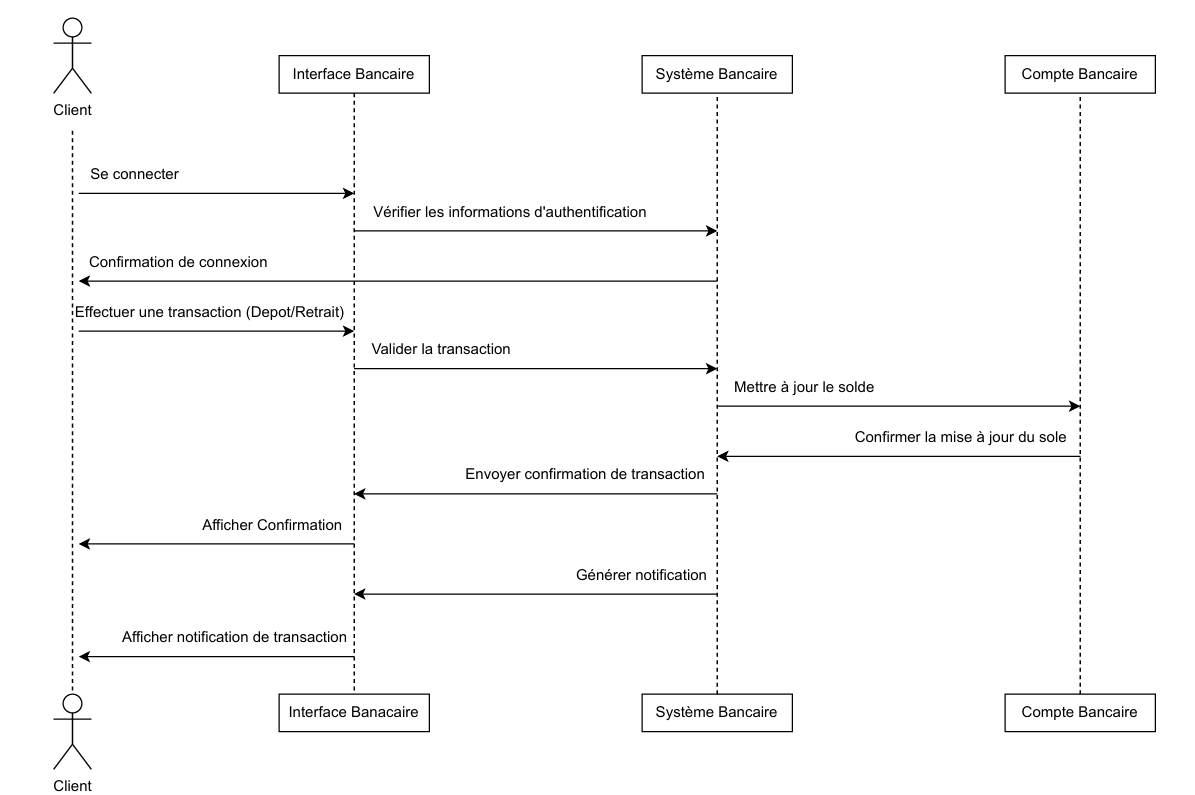 Client
Interface Bancaire
Système Bancaire
Compte Bancaire
Se connecter
Vérifier les informations d'authentification
Confirmation de connexion
Effectuer une transaction (Depot/Retrait)
Valider la transaction
Mettre à jour le solde
Confirmer la mise à jour du sole
Envoyer confirmation de transaction
Afficher Confirmation
Générer notification
Afficher notification de transaction
Interface Banacaire
Système Bancaire
Compte Bancaire
Client